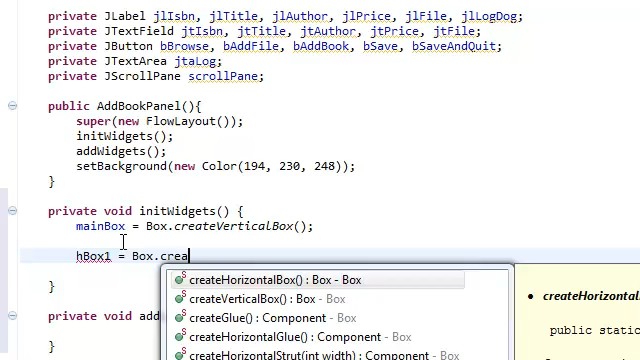 private JLabel jlIsbn, jlTitle, jlAuthor, jlPrice, jlFile, jlLogDog;
private JTextField jtIsbn, jtTitle, jtAuthor, jtPrice, jtFile;
private JButton bBrowse, bAddFile, bAddBook, bSave, bSaveAndQuit;
private JTextArea jtaLog;
private JScrollPane scrollPane;
public AddBookPanel(){
super(new FlowLayout());
initWidgets();
addWidgets();
setBackground(new Color(194, 230, 248));
}
private void initWidgets() {
mainBox = Box.createVerticalBox();
hBox1 = Box.crea
}
private void add
}
createHorizontalBox() : Box - Box
createVerticalBox() : Box - Box
createGlue() : Component - Box
createHorizontalGlue() : Component - Box
createHorizontalStrut(int width) : Component - Box
createHorizontal
public static